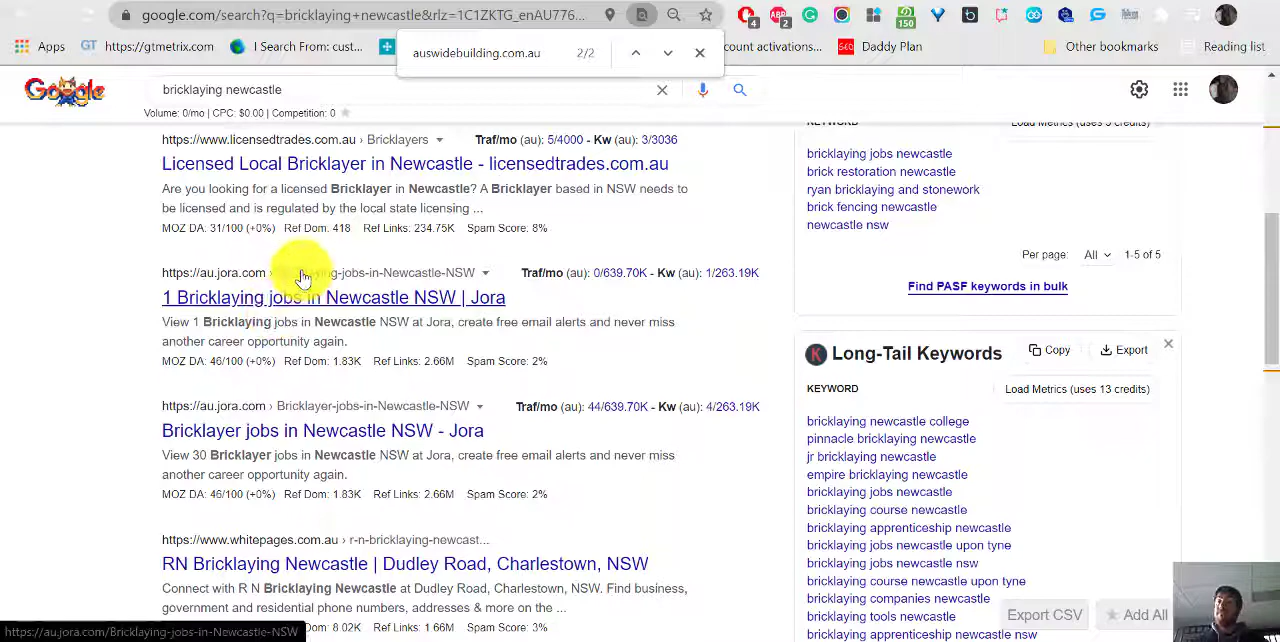 google.com/search?q=bricklaying+newcastle&rlz=1C1ZKTG_enAU776...
4
2
150
Apps
GT https://gtmetrix.com
I Search From: cust...
auswidebuilding.com.au 2/2
count activations...
Daddy Plan
Other bookmarks
Reading list
Google
bricklaying newcastle
Volume: 0/mo | CPC: $0.00 | Competition: 0
https://www.licensedtrades.com.au › Bricklayers Traf/mo (au): 5/4000 - Kw (au): 3/3036
Licensed Local Bricklayer in Newcastle - licensedtrades.com.au
Are you looking for a licensed Bricklayer in Newcastle? A Bricklayer based in NSW needs to
be licensed and is regulated by the local state licensing ...
MOZ DA: 31/100 (+0%) Ref Dom: 418 Ref Links: 234.75K Spam Score: 8%
https://au.jora.com › Bricklaying-jobs-in-Newcastle-NSW Traf/mo (au): 0/639.70K - Kw (au): 1/263.19K
1 Bricklaying jobs in Newcastle NSW | Jora
View 1 Bricklaying jobs in Newcastle NSW at Jora, create free email alerts and never miss
another career opportunity again.
MOZ DA: 46/100 (+0%) Ref Dom: 1.83K Ref Links: 2.66M Spam Score: 2%
https://au.jora.com › Bricklayer-jobs-in-Newcastle-NSW Traf/mo (au): 44/639.70K - Kw (au): 4/263.19K
Bricklayer jobs in Newcastle NSW - Jora
View 30 Bricklayer jobs in Newcastle NSW at Jora, create free email alerts and never miss
another career opportunity again.
MOZ DA: 46/100 (+0%) Ref Dom: 1.83K Ref Links: 2.66M Spam Score: 2%
https://www.whitepages.com.au › r-n-bricklaying-newcast...
RN Bricklaying Newcastle | Dudley Road, Charlestown, NSW
Connect with R N Bricklaying Newcastle at Dudley Road, Charlestown, NSW. Find business,
government and residential phone numbers, addresses & more on the ...
https://au.jora.com/Bricklaying-jobs-in-Newcastle-NSW
KEYWORD Load Metrics (uses 5 credits)
bricklaying jobs newcastle
brick restoration newcastle
ryan bricklaying and stonework
brick fencing newcastle
newcastle nsw
Per page: All 1-5 of 5
Find PASF keywords in bulk
K Long-Tail Keywords Copy Export
KEYWORD Load Metrics (uses 13 credits)
bricklaying newcastle college
pinnacle bricklaying newcastle
jr bricklaying newcastle
empire bricklaying newcastle
bricklaying jobs newcastle
bricklaying course newcastle
bricklaying apprenticeship newcastle
bricklaying jobs newcastle upon tyne
bricklaying jobs newcastle nsw
bricklaying course newcastle upon tyne
bricklaying companies newcastle
bricklaying tools newcastle
bricklaying apprenticeship newcastle nsw
Export CSV Add All